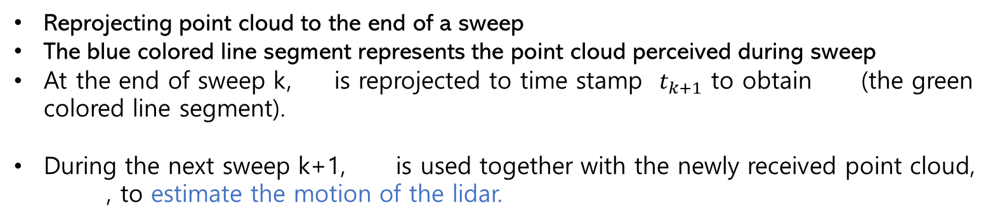 • Reprojecting point cloud to the end of a sweep
• The blue colored line segment represents the point cloud perceived during sweep
• At the end of sweep k, is reprojected to time stamp t_{k+1} to obtain (the green
colored line segment).
• During the next sweep k+1, is used together with the newly received point cloud,
, to estimate the motion of the lidar.